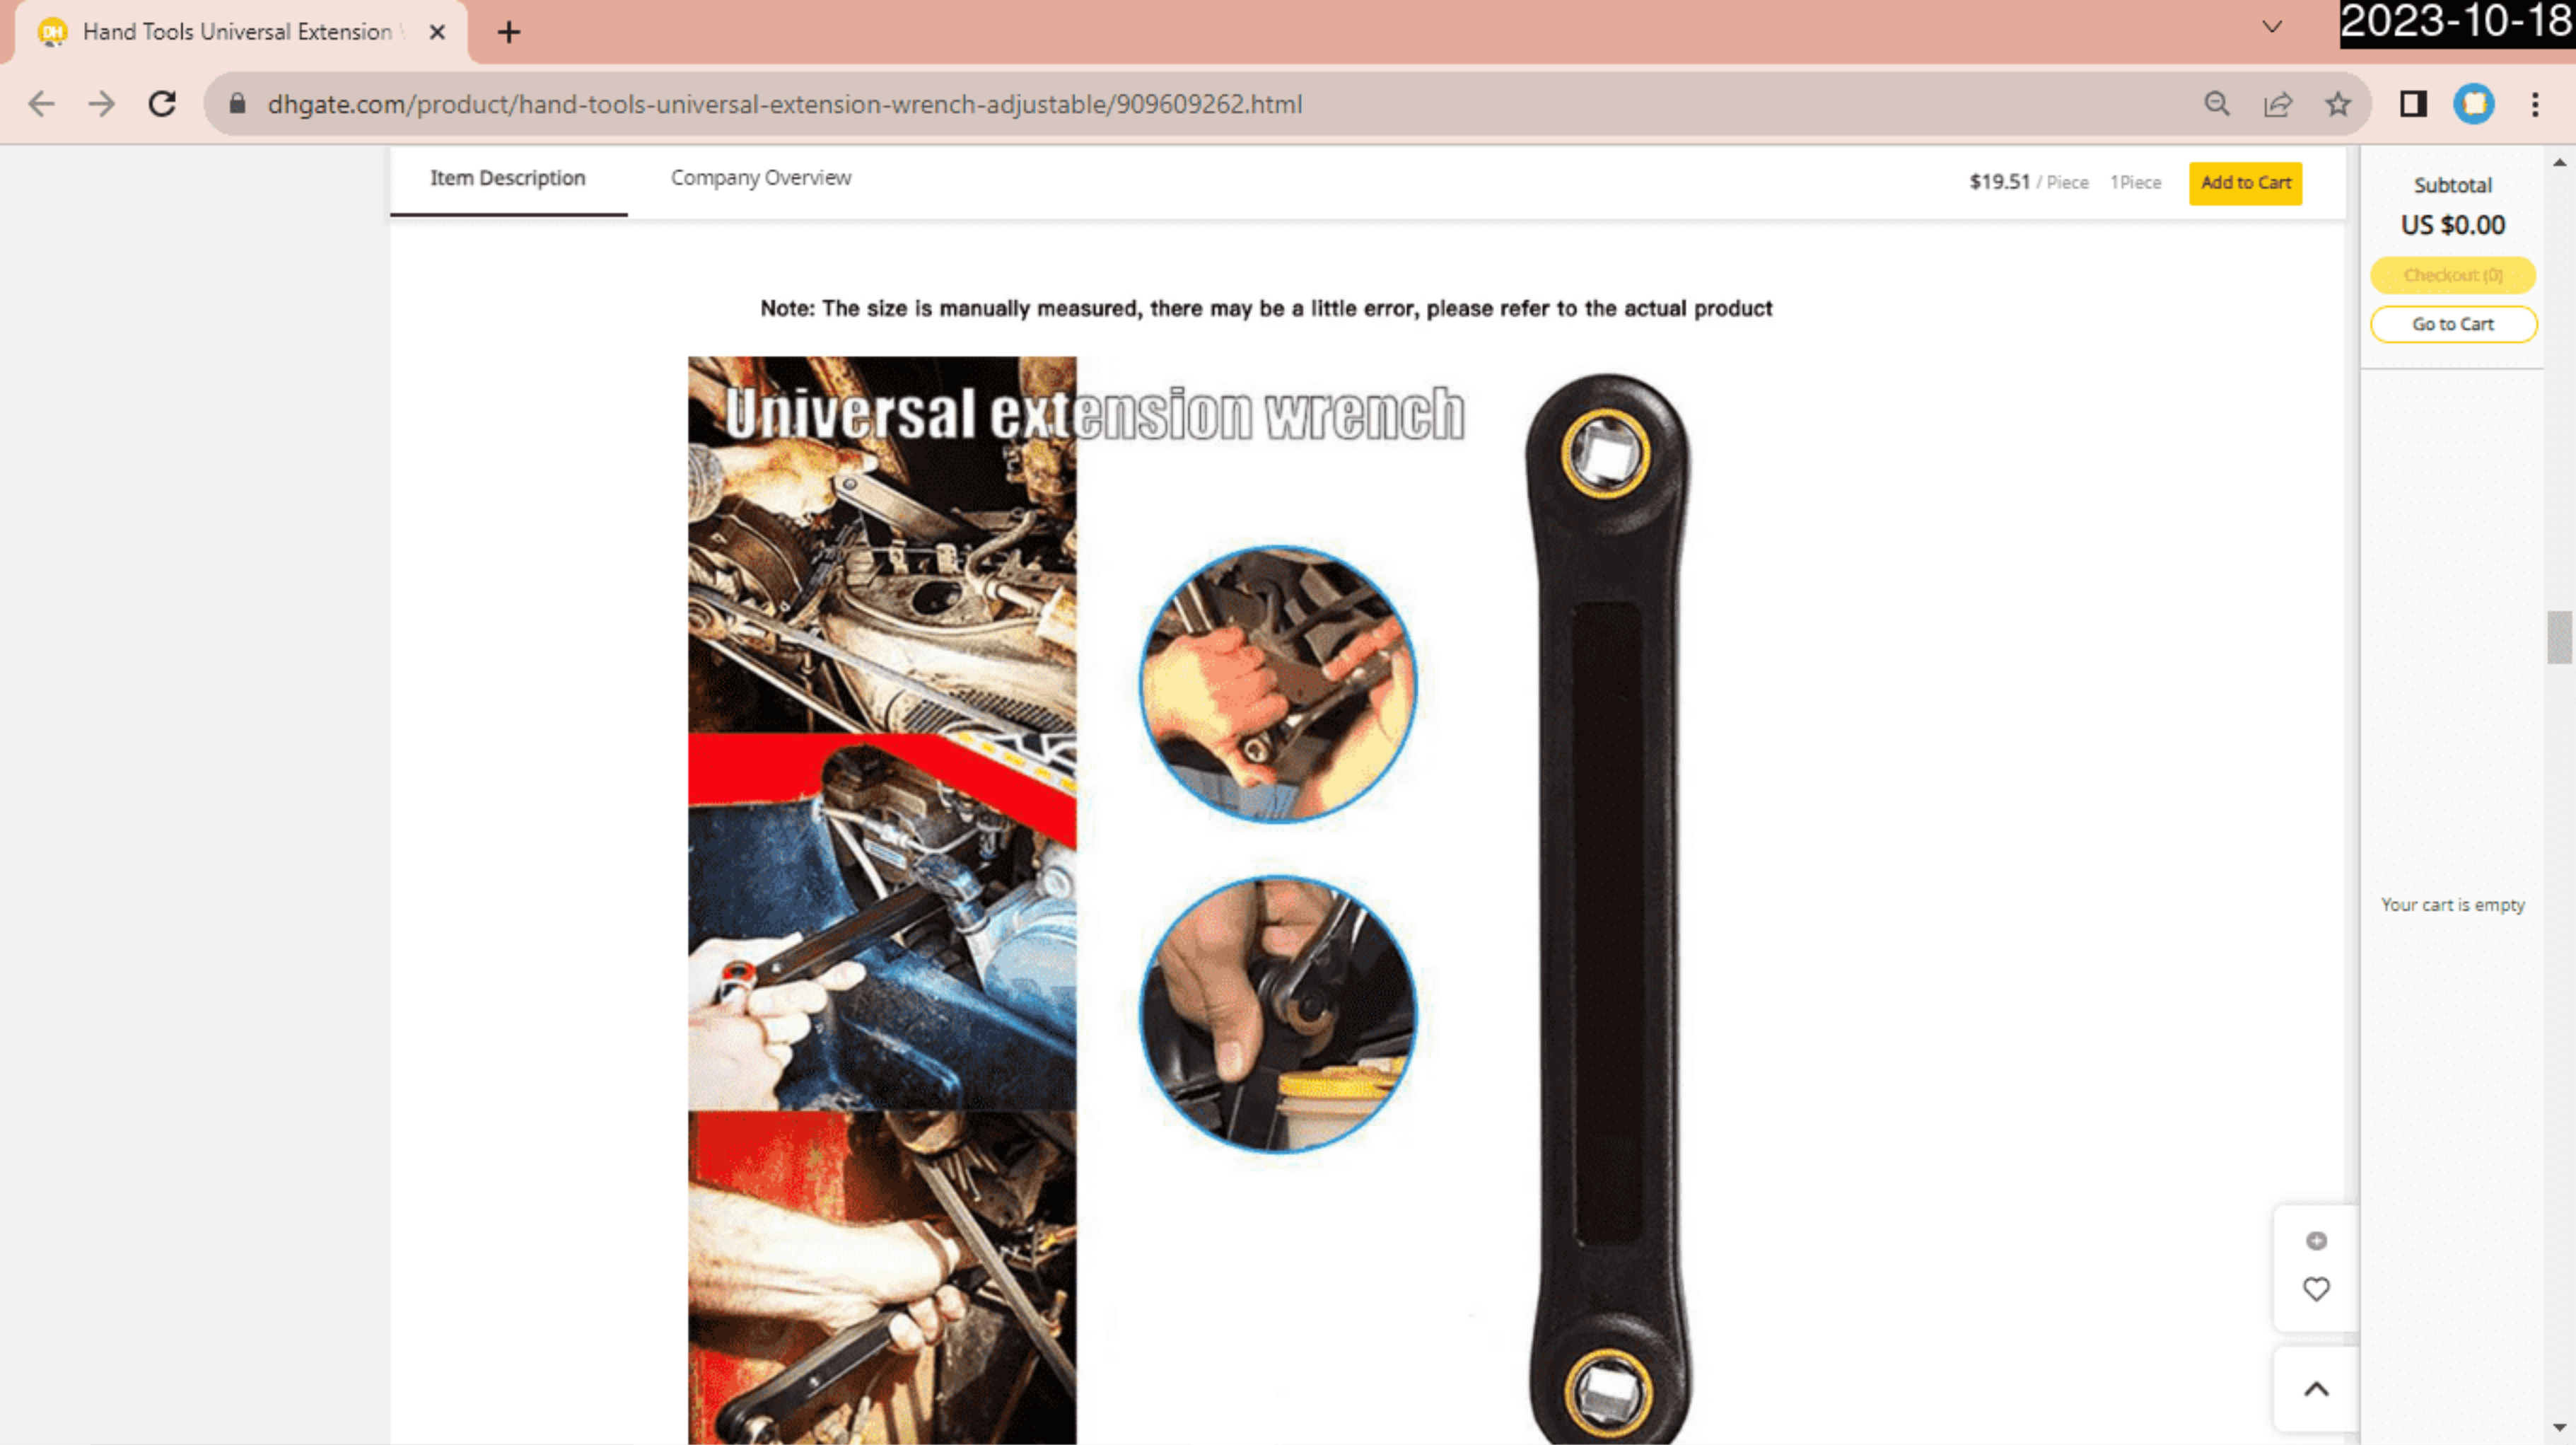 Hand Tools Universal Extension
2023-10-18
dhgate.com/product/hand-tools-universal-extension-wrench-adjustable/909609262.html
Item Description
Company Overview
$19.51 / Piece 1Piece
Add to Cart
Subtotal
US $0.00
Checkout (0)
Go to Cart
Note: The size is manually measured, there may be a little error, please refer to the actual product
Universal extension wrench
Your cart is empty